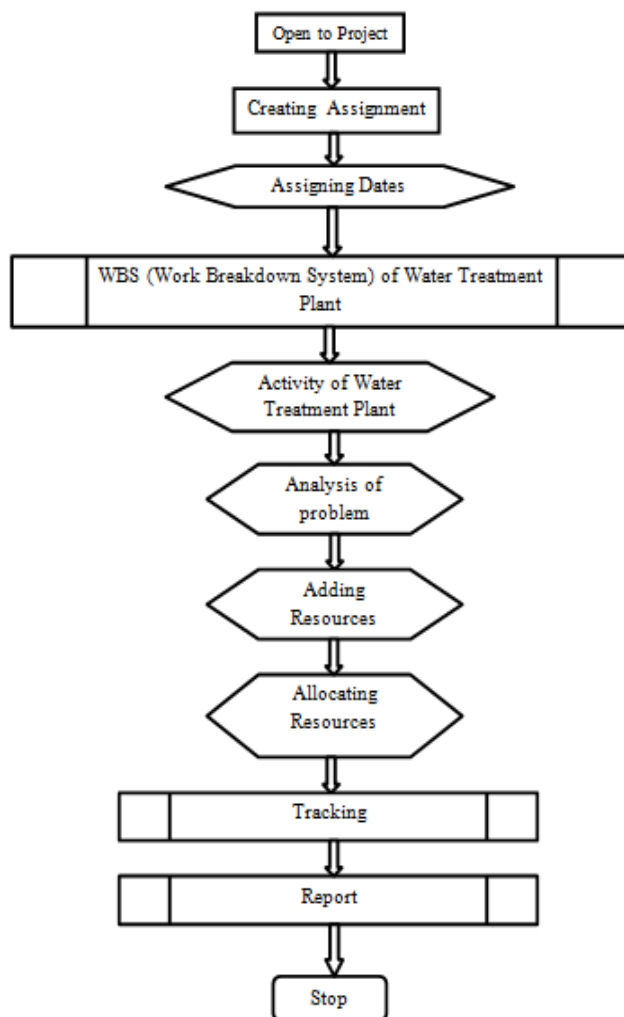 Open to Project
Creating Assignment
Assigning Dates
WBS (Work Breakdown System) of Water Treatment
Plant
Activity of Water
Treatment Plant
Analysis of
problem
Adding
Resources
Allocating
Resources
Tracking
Report
Stop